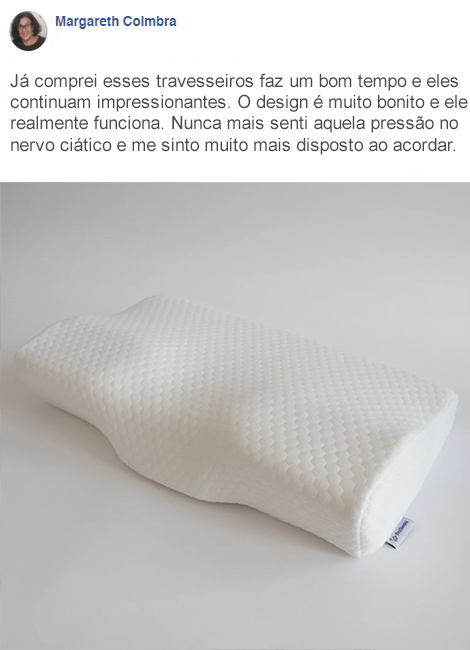 Margareth Coimbra
Já comprei esses travesseiros faz um bom tempo e eles
continuam impressionantes. O design é muito bonito e ele
realmente funciona. Nunca mais senti aquela pressão no
nervo ciático e me sinto muito mais disposto ao acordar.